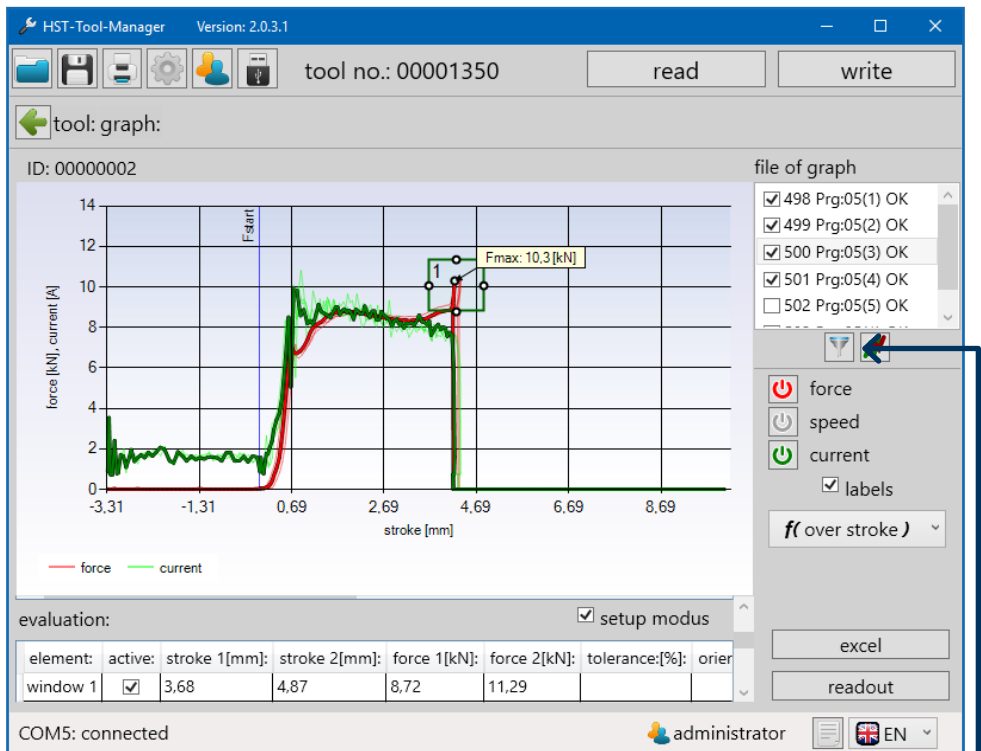 HST-Tool-Manager Version: 2.0.3.1
tool no.: 00001350 read write
tool: graph:
ID: 00000002
file of graph
498 Prg:05(1) OK
499 Prg:05(2) OK
500 Prg:05(3) OK
501 Prg:05(4) OK
502 Prg:05(5) OK
force [kN], current [A]
14
12
10
8
6
4
2
0
Fstart
1
Fmax: 10,3 [kN]
-3,31 -1,31 0,69 2,69 4,69 6,69 8,69
stroke [mm]
force current
force
speed
current
labels
f( over stroke )
evaluation: setup modus
element: active: stroke 1[mm]: stroke 2[mm]: force 1[kN]: force 2[kN]: tolerance:[%]: orier
window 1 3,68 4,87 8,72 11,29
excel
readout
COM5: connected administrator EN